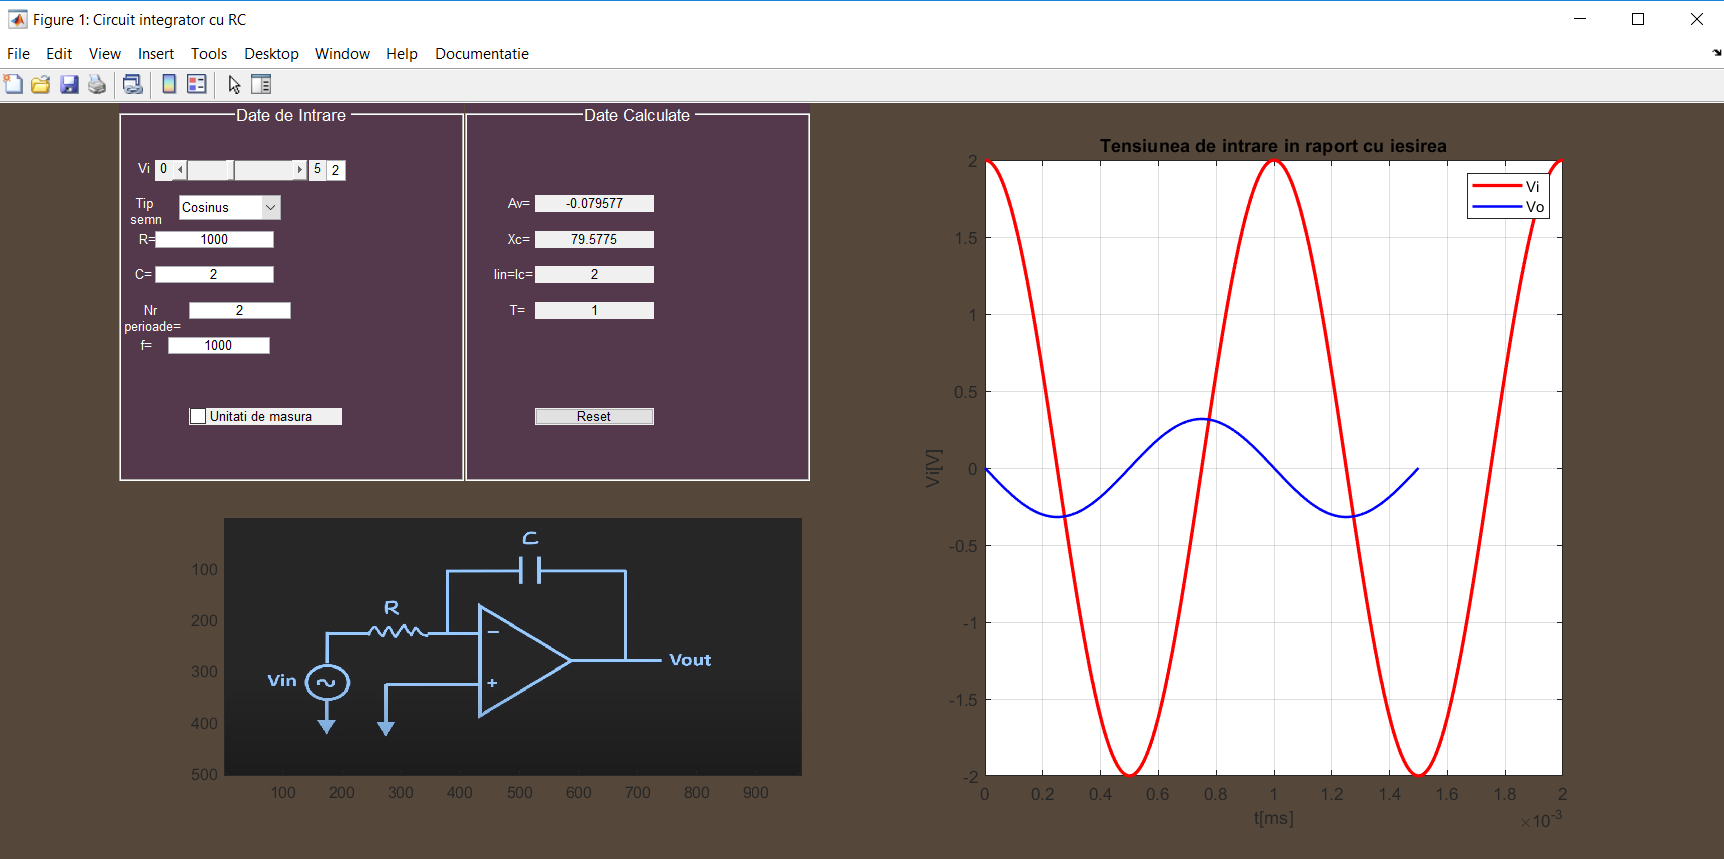 Figure 1: Circuit integrator cu RC
File Edit View Insert Tools Desktop Window Help Documentatie
Date de Intrare
Vi 0 5 2
Tip semn Cosinus
R= 1000
C= 2
Nr perioade= 2
f= 1000
Unitati de masura
Date Calculate
Av= -0.079577
Xc= 79.5775
Iin=Ic= 2
T= 1
Reset
C
R
−
+
Vin
Vout
100
200
300
400
500
100 200 300 400 500 600 700 800 900
Tensiunea de intrare in raport cu iesirea
Vi
Vo
2
1.5
1
0.5
0
-0.5
-1
-1.5
-2
Vi[V]
0 0.2 0.4 0.6 0.8 1 1.2 1.4 1.6 1.8 2
t[ms]
×10-3